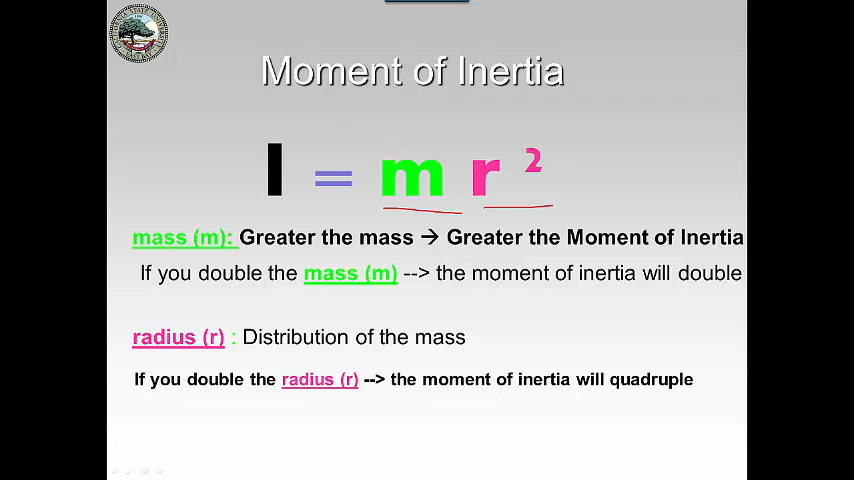 Moment of Inertia
I = m r ²
mass (m): Greater the mass → Greater the Moment of Inertia
If you double the mass (m) --> the moment of inertia will double
radius (r) : Distribution of the mass
If you double the radius (r) --> the moment of inertia will quadruple